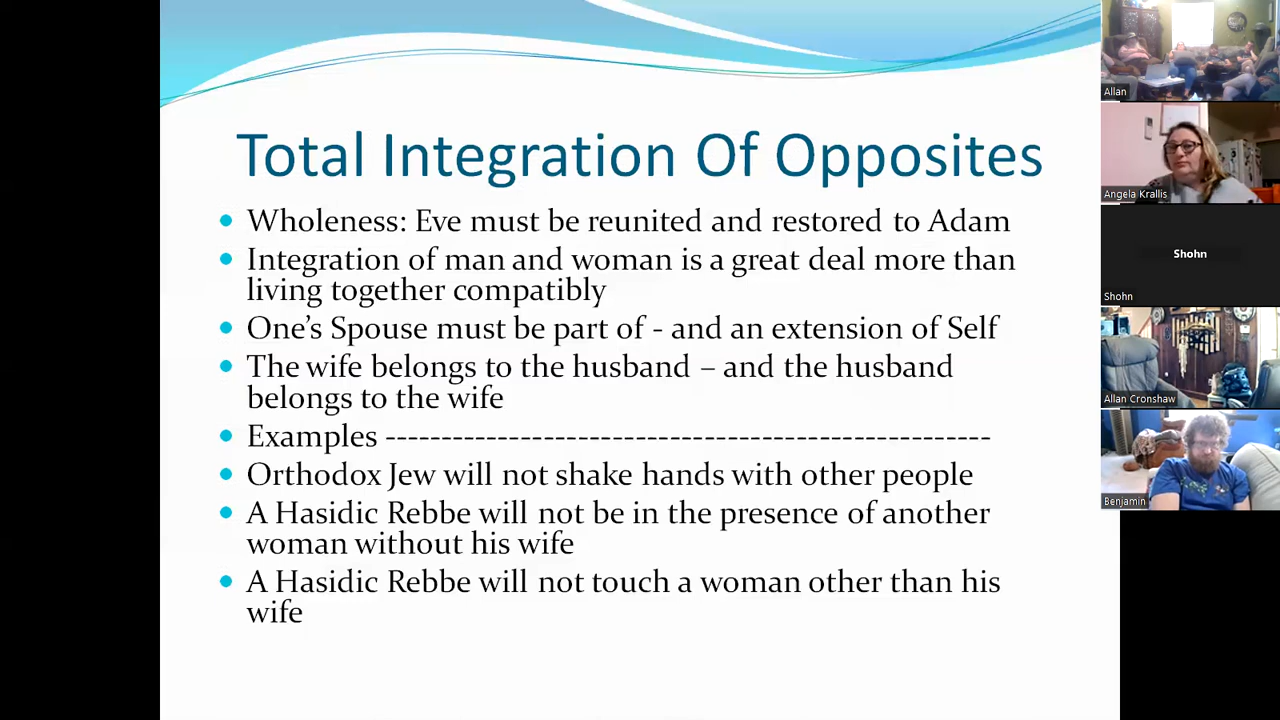 Total Integration Of Opposites
Wholeness: Eve must be reunited and restored to Adam
Integration of man and woman is a great deal more than
living together compatibly
One's Spouse must be part of - and an extension of Self
The wife belongs to the husband – and the husband
belongs to the wife
Examples -----------------------------------------------------
Orthodox Jew will not shake hands with other people
A Hasidic Rebbe will not be in the presence of another
woman without his wife
A Hasidic Rebbe will not touch a woman other than his
wife
Allan
Angela Krallis
Shohn
Shohn
Allan Cronshaw
Benjamin